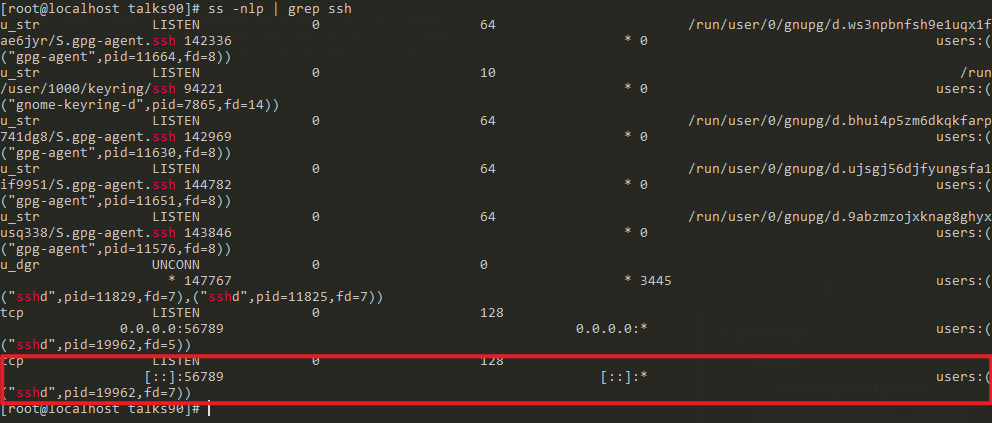 [root@localhost talks90]# ss -nlp | grep ssh
u_str LISTEN 0 64 /run/user/0/gnupg/d.ws3npbnfsh9e1uqx1f
ae6jyr/S.gpg-agent.ssh 142336 * 0 users:(
("gpg-agent",pid=11664,fd=8))
u_str LISTEN 0 10 /run
/user/1000/keyring/ssh 94221 * 0 users:(
("gnome-keyring-d",pid=7865,fd=14))
u_str LISTEN 0 64 /run/user/0/gnupg/d.bhui4p5zm6dkqkfarp
741dg8/S.gpg-agent.ssh 142969 * 0 users:(
("gpg-agent",pid=11630,fd=8))
u_str LISTEN 0 64 /run/user/0/gnupg/d.ujsgj56djfyungsfa1
if9951/S.gpg-agent.ssh 144782 * 0 users:(
("gpg-agent",pid=11651,fd=8))
u_str LISTEN 0 64 /run/user/0/gnupg/d.9abzmzojxknag8ghyx
usq338/S.gpg-agent.ssh 143846 * 0 users:(
("gpg-agent",pid=11576,fd=8))
u_dgr UNCONN 0 0
* 147767 * 3445 users:(
("sshd",pid=11829,fd=7),("sshd",pid=11825,fd=7))
tcp LISTEN 0 128
0.0.0.0:56789 0.0.0.0:* users:(
("sshd",pid=19962,fd=5))
tcp LISTEN 0 128
[::]:56789 [::]:* users:(
("sshd",pid=19962,fd=7))
[root@localhost talks90]#